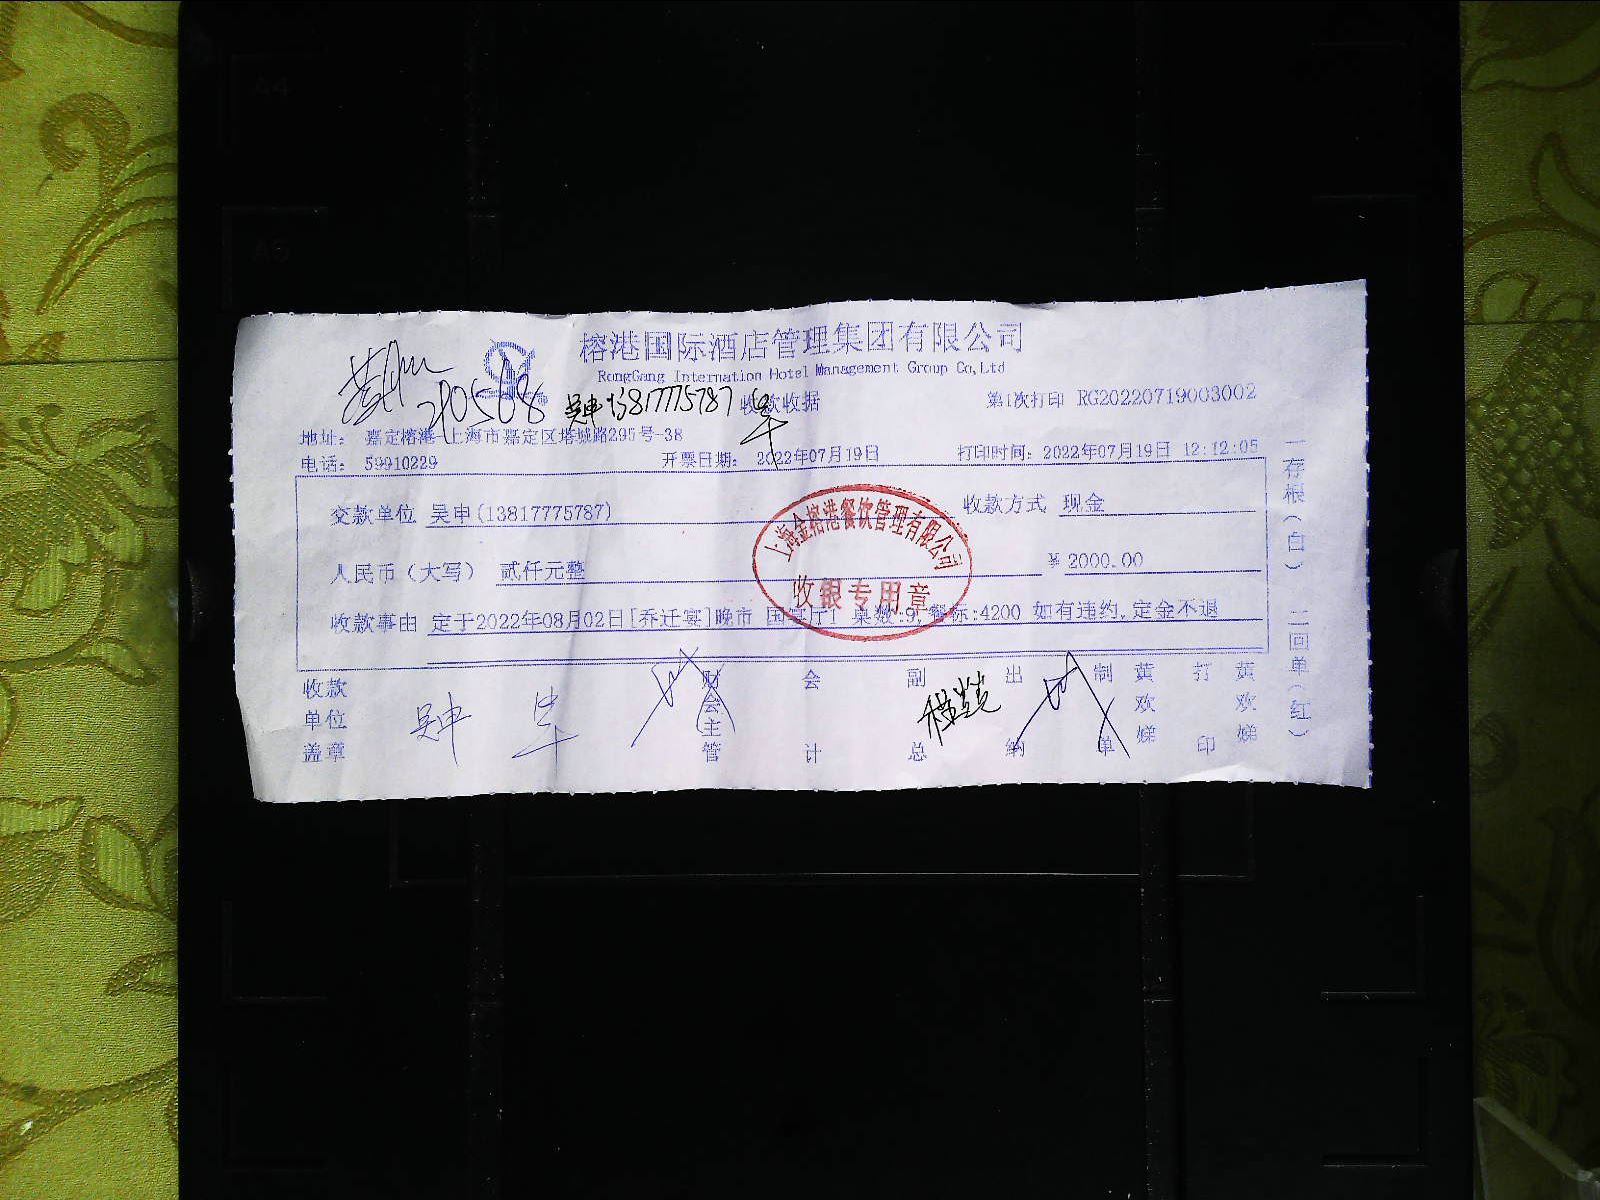 榕港国际酒店管理集团有限公司
RongGang Internation Hotel Management Group Co,Ltd
吴申 13817775787 收款收据
第1次打印 RG20220719003002
地址: 嘉定榕港-上海市嘉定区塔城路295号-38
电话: 59910229 开票日期: 2022年07月19日 打印时间: 2022年07月19日 12:12:05
交款单位 吴申(13817775787) 收款方式 现金
人民币(大写) 贰仟元整 ¥2000.00
收款事由 定于2022年08月02日[乔迁宴]晚市 国宴厅1 桌数:9,餐标:4200 如有违约,定金不退
上海金榕港餐饮管理有限公司
收银专用章
收款单位盖章 吴申
财会主管
会计
副总
出纳
制单 黄欢娣
打印 黄欢娣
一存根(白) 二回单(红)
A4
A5